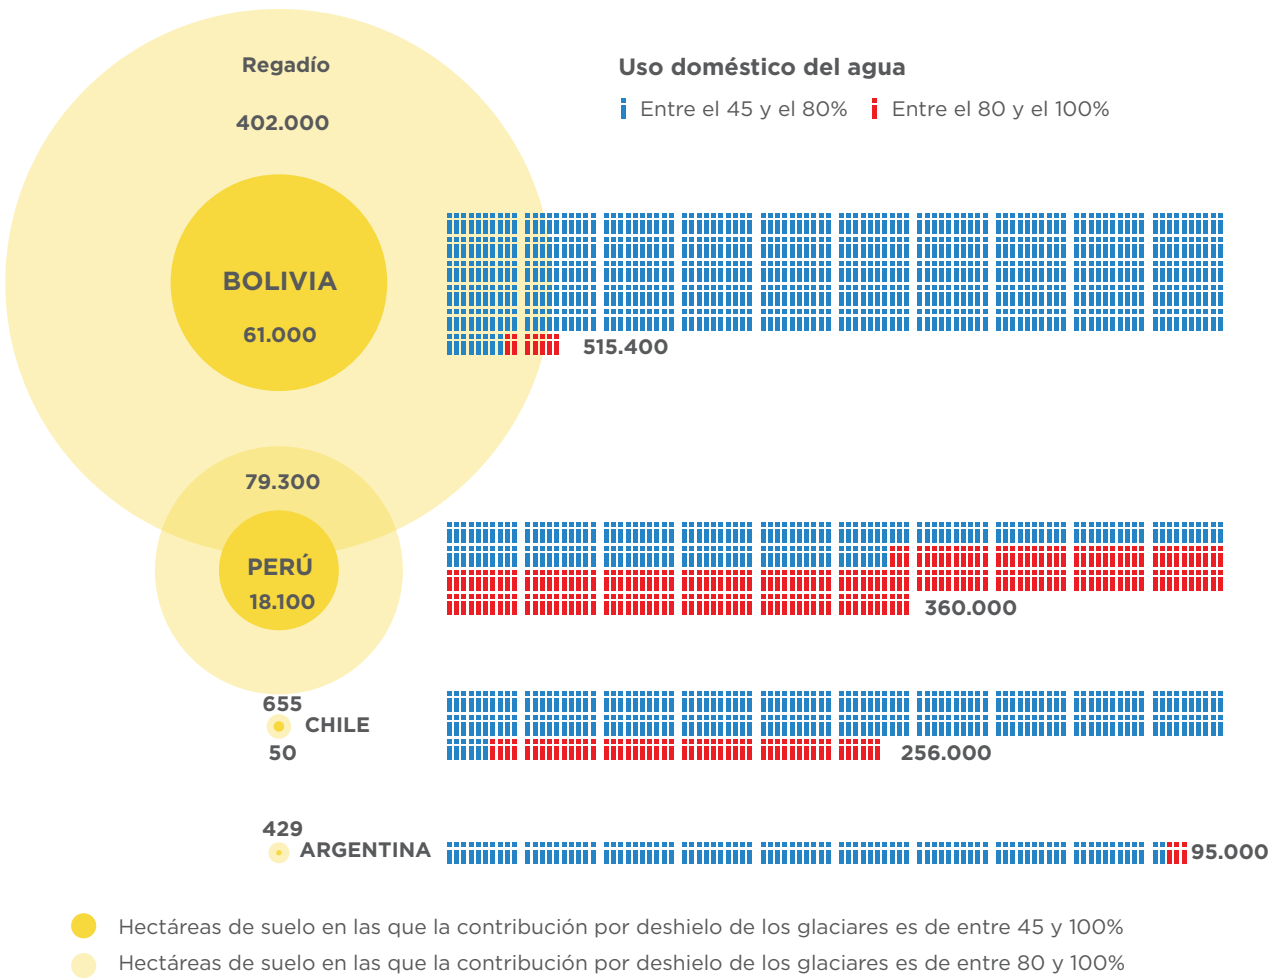 Regadío
402.000
BOLIVIA
61.000
Uso doméstico del agua
Entre el 45 y el 80%
Entre el 80 y el 100%
515.400
79.300
PERÚ
18.100
360.000
655
CHILE
50
256.000
429
ARGENTINA
95.000
Hectáreas de suelo en las que la contribución por deshielo de los glaciares es de entre 45 y 100%
Hectáreas de suelo en las que la contribución por deshielo de los glaciares es de entre 80 y 100%